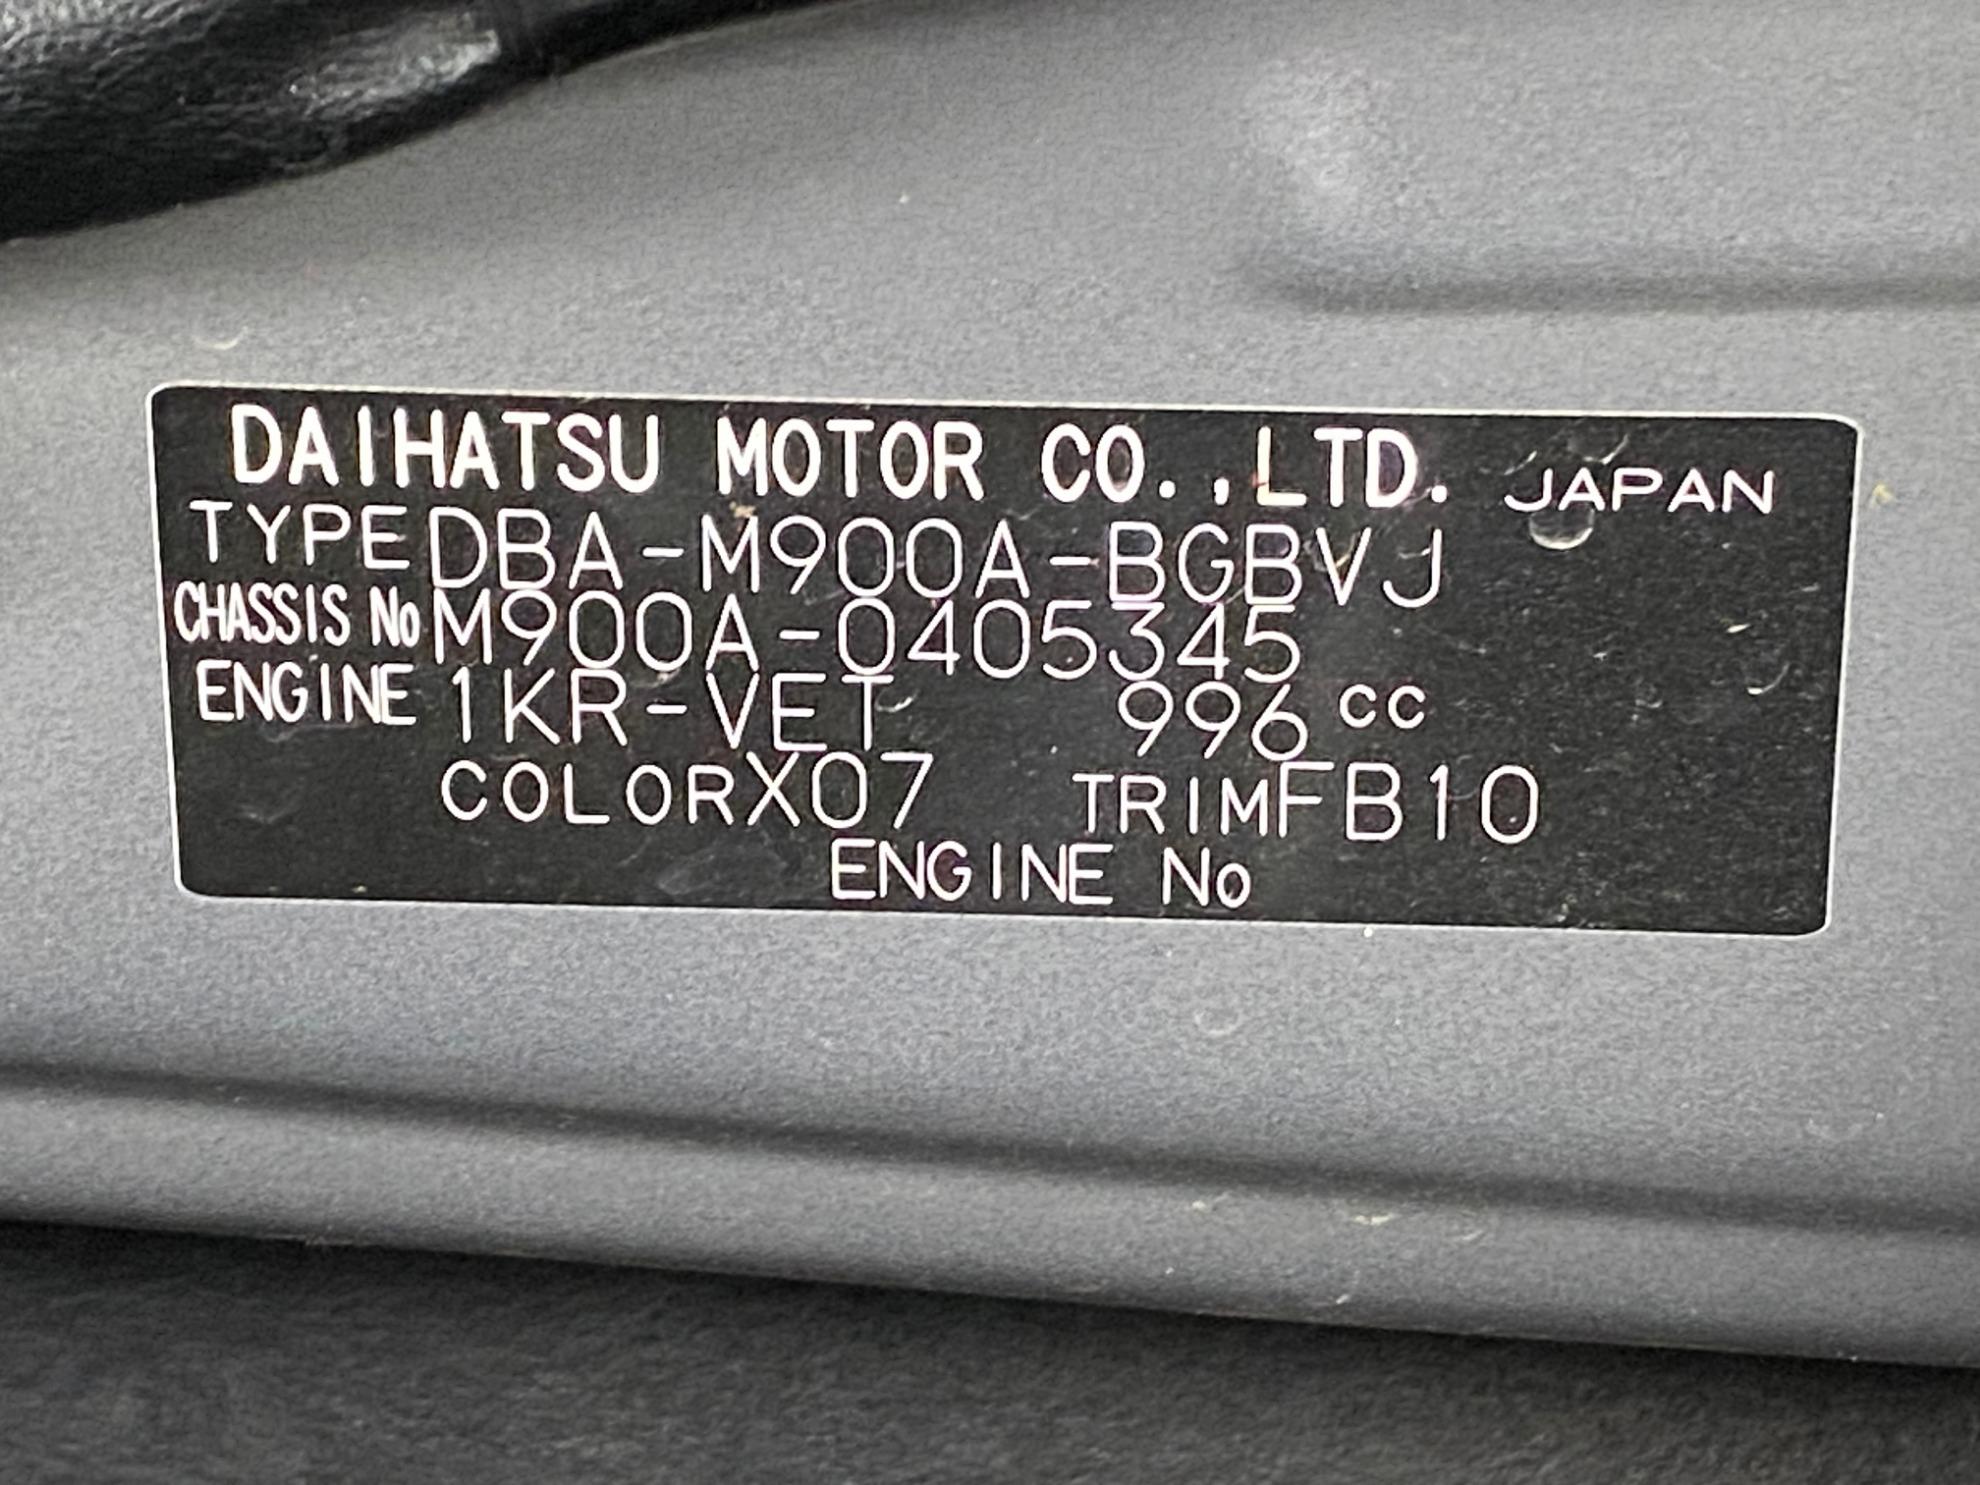 DAIHATSU MOTOR CO.,LTD. JAPAN
TYPE DBA-M900A-BGBVJ
CHASSIS No M900A-0405345
ENGINE 1KR-VET 996 cc
COLOR X07 TRIM FB10
ENGINE No